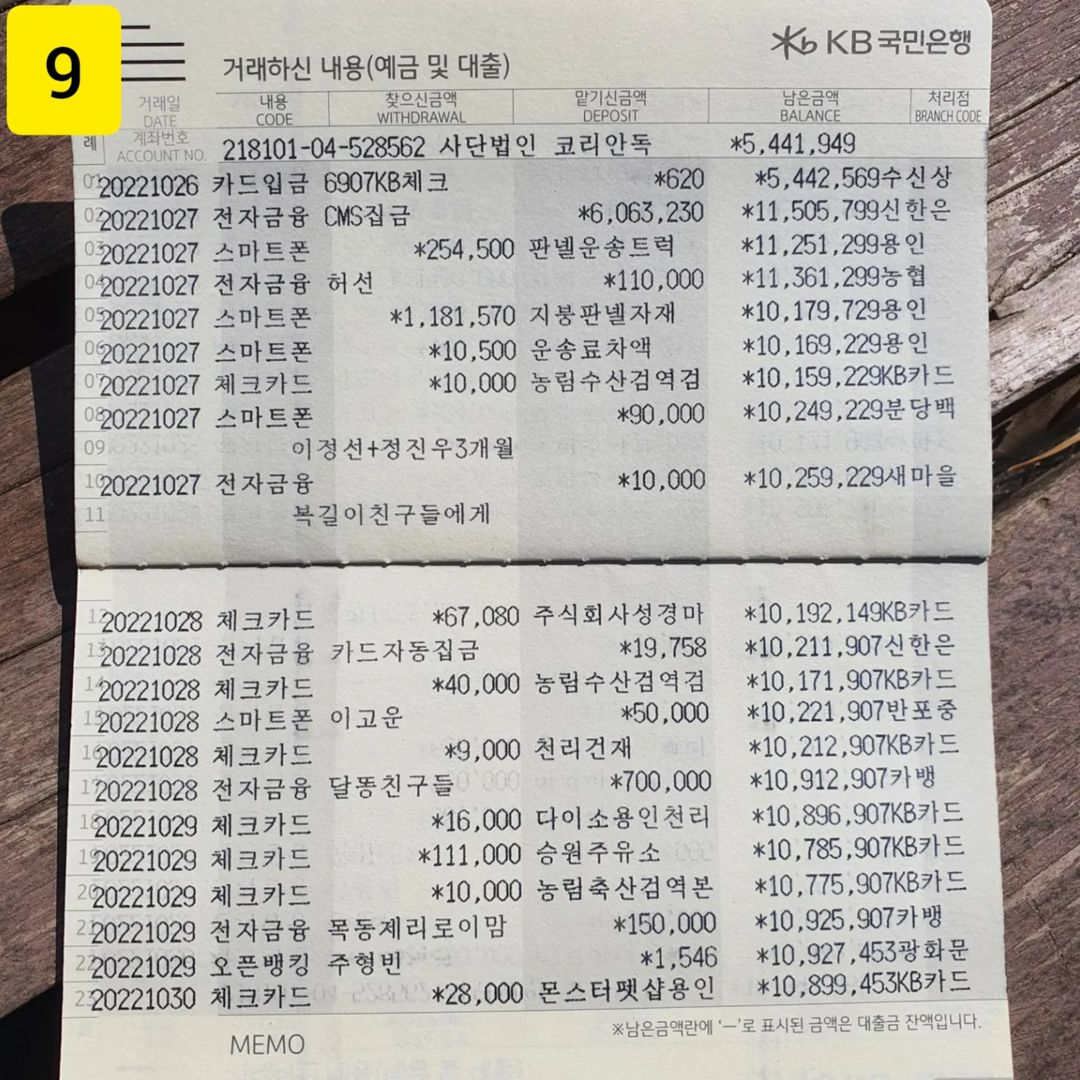 9
KB국민은행
거래하신 내용(예금 및 대출)
거래일 DATE 내용 CODE 찾으신금액 WITHDRAWAL 맡기신금액 DEPOSIT 남은금액 BALANCE 처리점 BRANCH CODE
계좌번호 ACCOUNT NO. 218101-04-528562 사단법인 코리안독 *5,441,949
01 20221026 카드입금 6907KB체크 *620 *5,442,569수신상
02 20221027 전자금융 CMS집금 *6,063,230 *11,505,799신한은
03 20221027 스마트폰 *254,500 판넬운송트럭 *11,251,299용인
04 20221027 전자금융 허선 *110,000 *11,361,299농협
05 20221027 스마트폰 *1,181,570 지붕판넬자재 *10,179,729용인
06 20221027 스마트폰 *10,500 운송료차액 *10,169,229용인
07 20221027 체크카드 *10,000 농림수산검역검 *10,159,229KB카드
08 20221027 스마트폰 *90,000 *10,249,229분당백
09 이정선+정진우3개월
10 20221027 전자금융 *10,000 *10,259,229새마을
11 복길이친구들에게
12 20221028 체크카드 *67,080 주식회사성경마 *10,192,149KB카드
13 20221028 전자금융 카드자동집금 *19,758 *10,211,907신한은
14 20221028 체크카드 *40,000 농림수산검역검 *10,171,907KB카드
15 20221028 스마트폰 이고운 *50,000 *10,221,907반포중
16 20221028 체크카드 *9,000 천리건재 *10,212,907KB카드
17 20221028 전자금융 달똥친구들 *700,000 *10,912,907카뱅
18 20221029 체크카드 *16,000 다이소용인천리 *10,896,907KB카드
19 20221029 체크카드 *111,000 승원주유소 *10,785,907KB카드
20 20221029 체크카드 *10,000 농림축산검역본 *10,775,907KB카드
21 20221029 전자금융 목동제리로이맘 *150,000 *10,925,907카뱅
22 20221029 오픈뱅킹 주형빈 *1,546 *10,927,453광화문
23 20221030 체크카드 *28,000 몬스터펫샵용인 *10,899,453KB카드
※남은금액란에 '-'로 표시된 금액은 대출금 잔액입니다.
MEMO